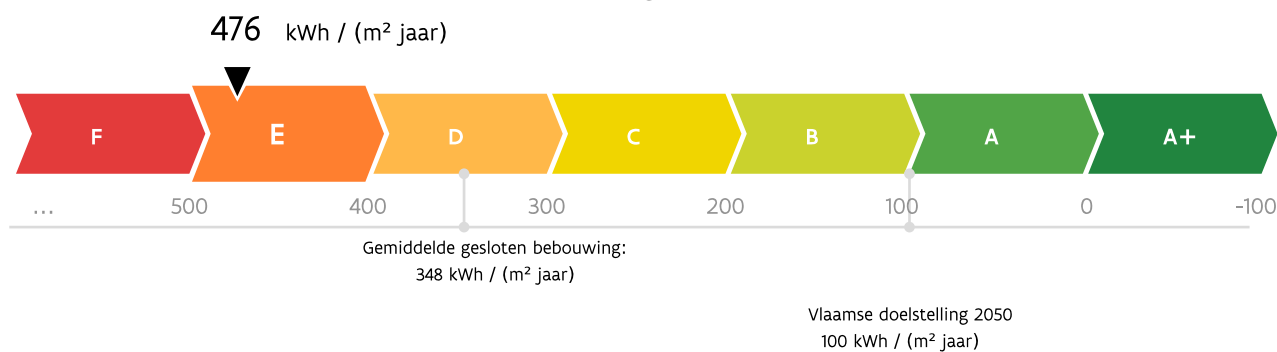 476 kWh / (m² jaar)
F E D C B A A+
... 500 400 300 200 100 0 -100
Gemiddelde gesloten bebouwing:
348 kWh / (m² jaar)
Vlaamse doelstelling 2050
100 kWh / (m² jaar)